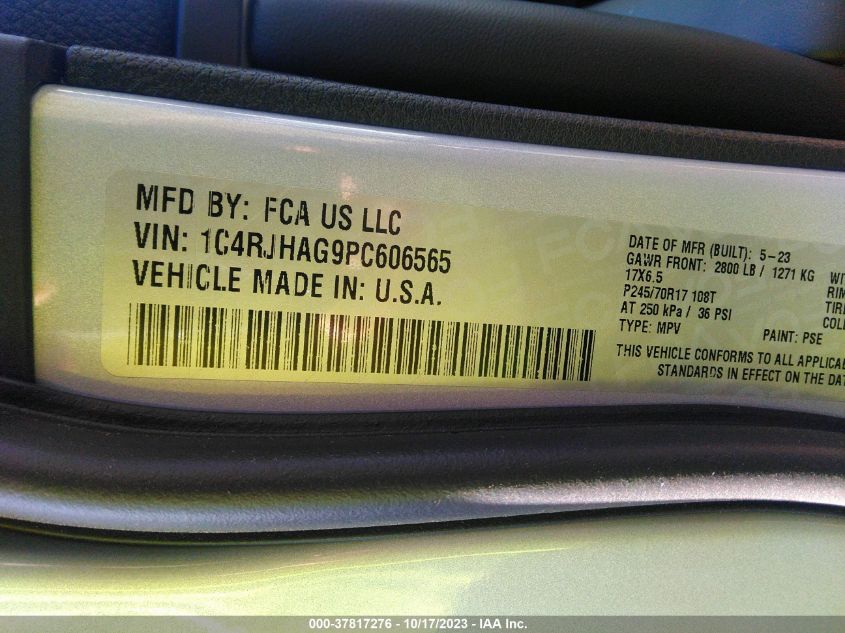 MFD BY: FCA US LLC
VIN: 1C4RJHAG9PC606565
VEHICLE MADE IN: U.S.A.
DATE OF MFR (BUILT): 5-23
GAWR FRONT: 2800 LB / 1271 KG
17X6.5
P245/70R17 108T
AT 250 kPa / 36 PSI
TYPE: MPV
PAINT: PSE
THIS VEHICLE CONFORMS TO ALL
STANDARDS IN EFFECT ON THE
000-37817276 - 10/17/2023 - IAA Inc.